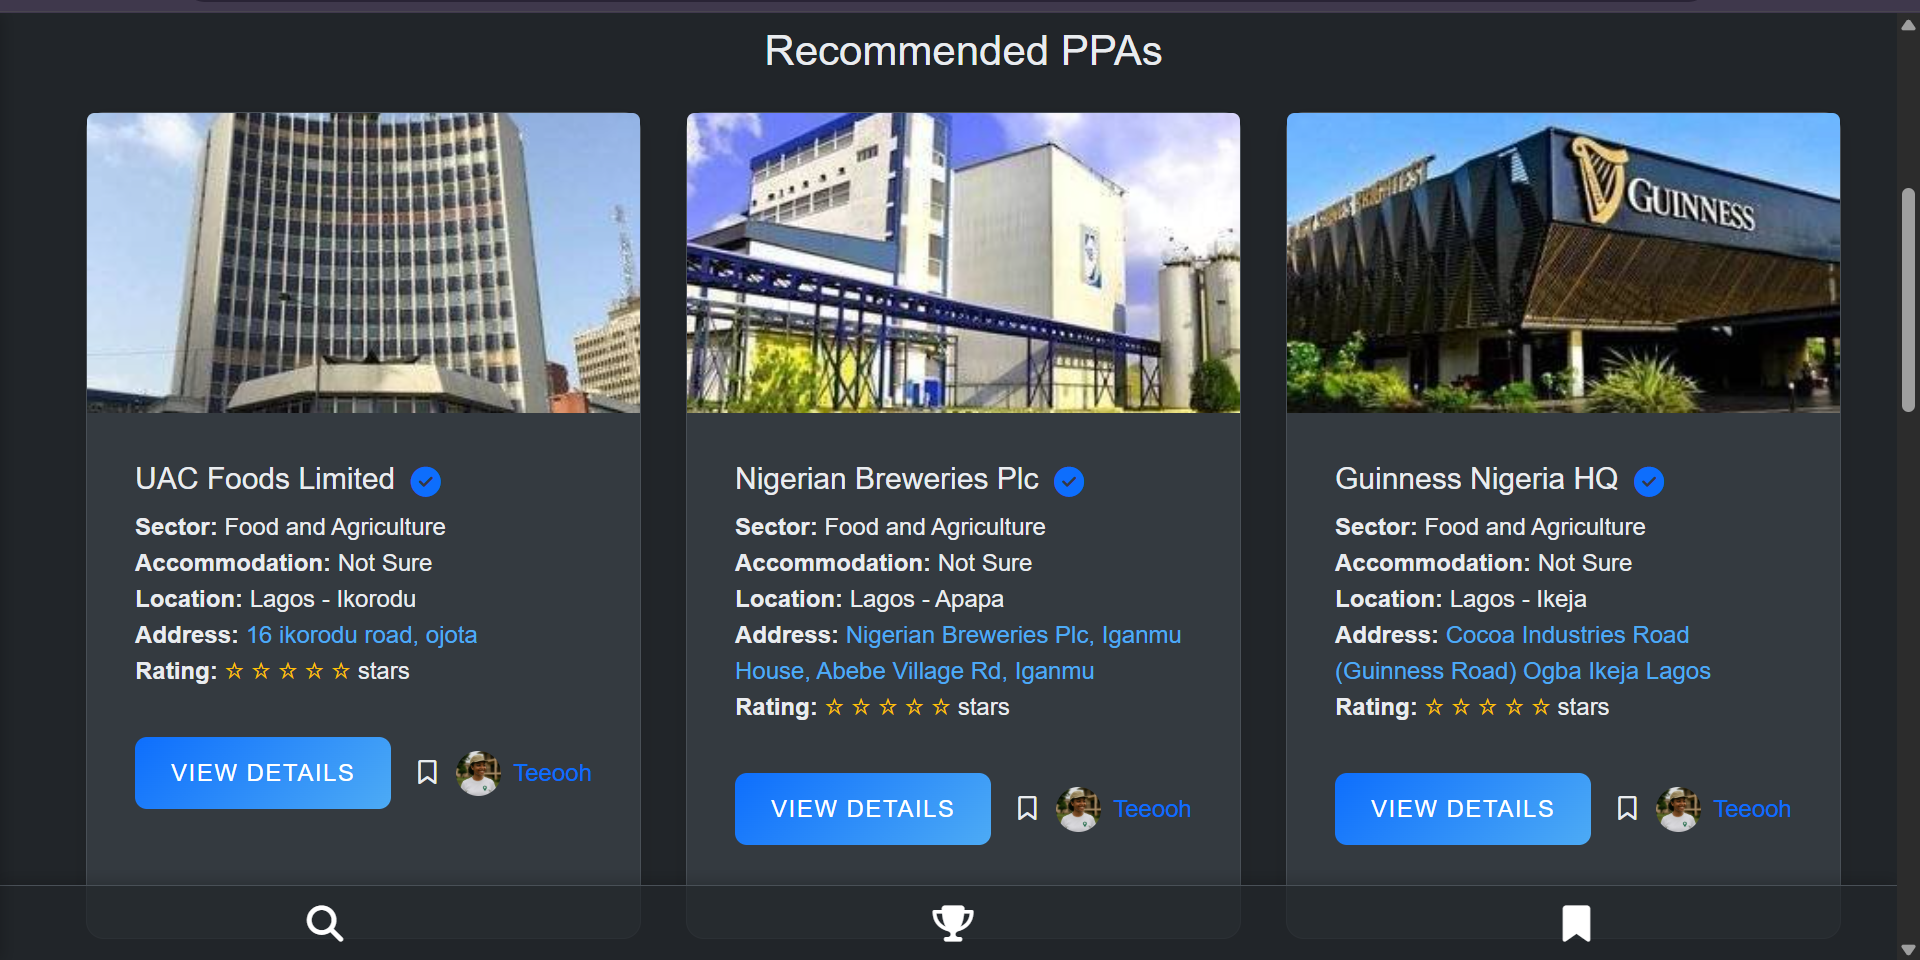 Recommended PPAs
GUINNESS
UAC Foods Limited
Sector: Food and Agriculture
Accommodation: Not Sure
Location: Lagos - Ikorodu
Address: 16 ikorodu road, ojota
Rating: ☆ ☆ ☆ ☆ ☆ stars
VIEW DETAILS
Teeooh
Nigerian Breweries Plc
Sector: Food and Agriculture
Accommodation: Not Sure
Location: Lagos - Apapa
Address: Nigerian Breweries Plc, Iganmu
House, Abebe Village Rd, Iganmu
Rating: ☆ ☆ ☆ ☆ ☆ stars
VIEW DETAILS
Teeooh
Guinness Nigeria HQ
Sector: Food and Agriculture
Accommodation: Not Sure
Location: Lagos - Ikeja
Address: Cocoa Industries Road
(Guinness Road) Ogba Ikeja Lagos
Rating: ☆ ☆ ☆ ☆ ☆ stars
VIEW DETAILS
Teeooh